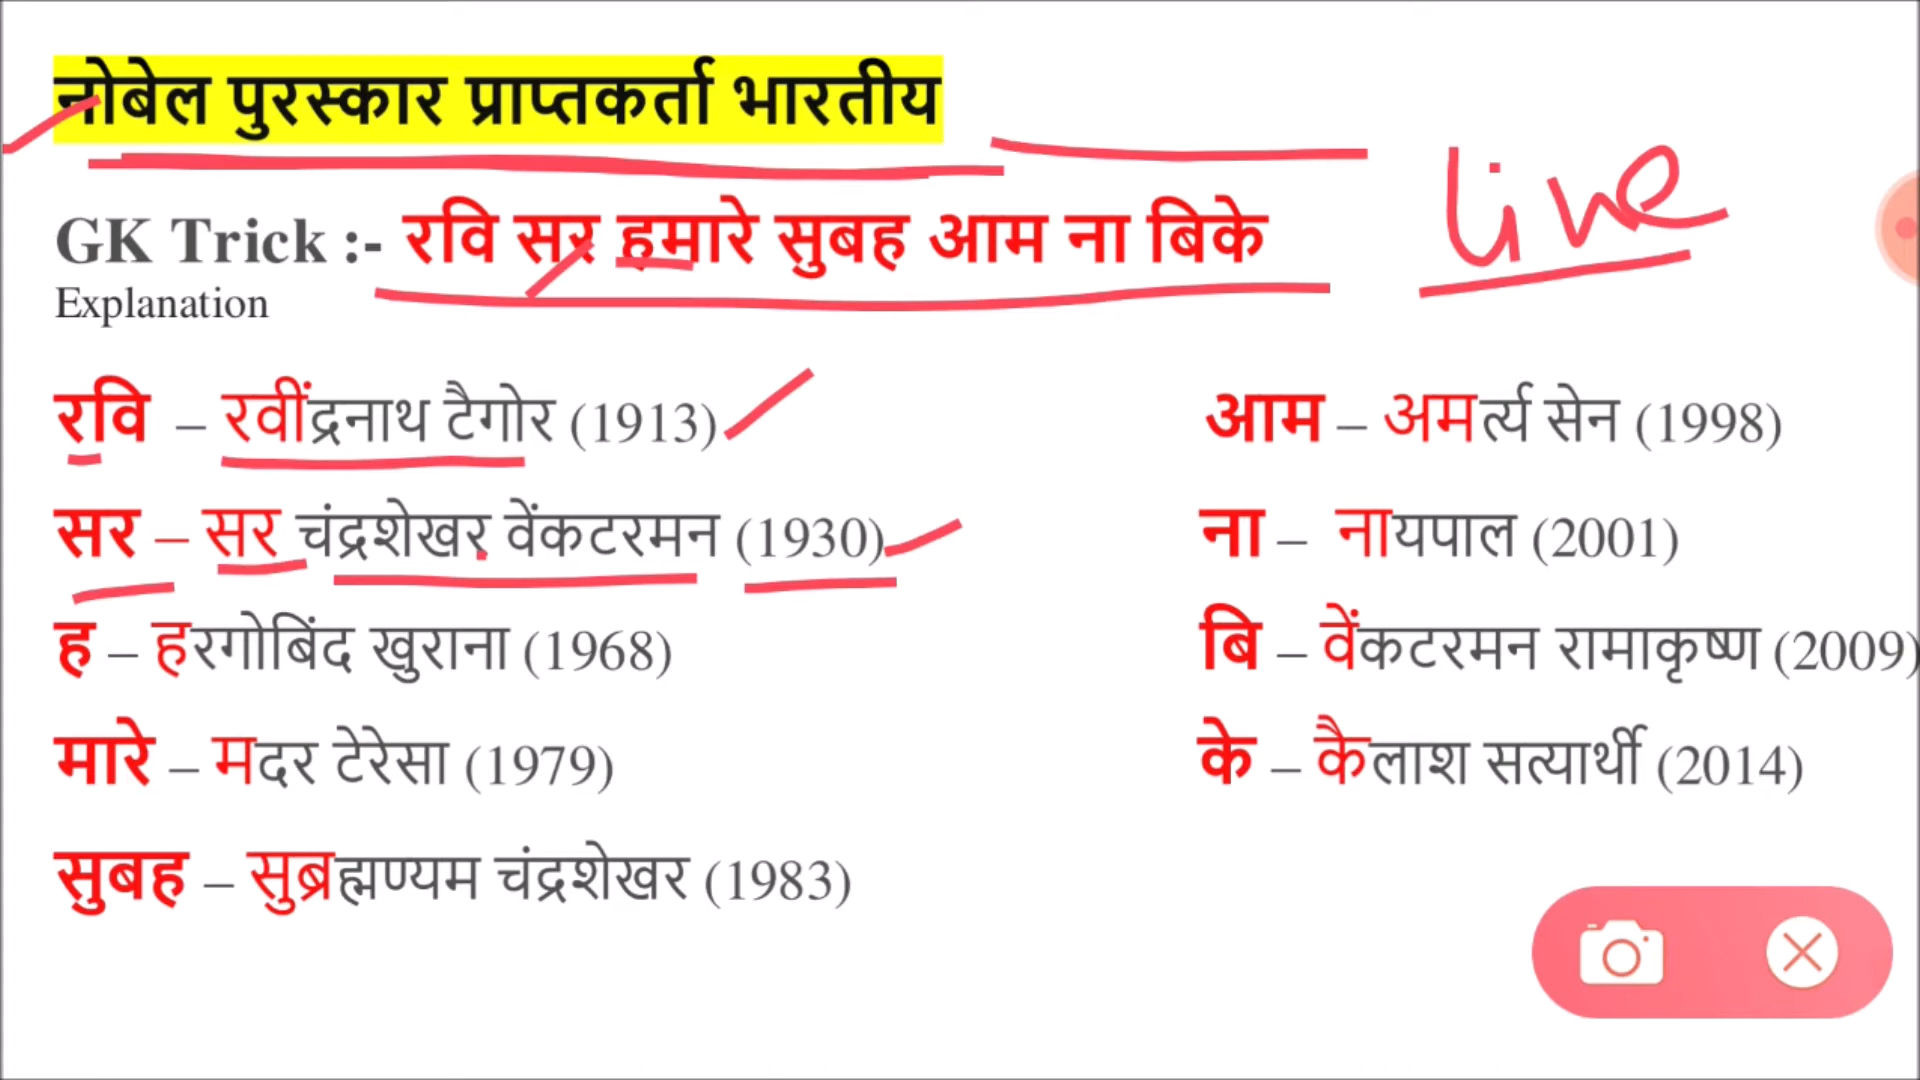 नोबेल पुरस्कार प्राप्तकर्ता भारतीय
GK Trick :- रवि सर हमारे सुबह आम ना बिके
live
Explanation
रवि – रवींद्रनाथ टैगोर (1913)
सर – सर चंद्रशेखर वेंकटरमन (1930)
ह – हरगोबिंद खुराना (1968)
मारे – मदर टेरेसा (1979)
सुबह – सुब्रह्मण्यम चंद्रशेखर (1983)
आम – अमर्त्य सेन (1998)
ना – नायपाल (2001)
बि – वेंकटरमन रामाकृष्ण (2009)
के – कैलाश सत्यार्थी (2014)